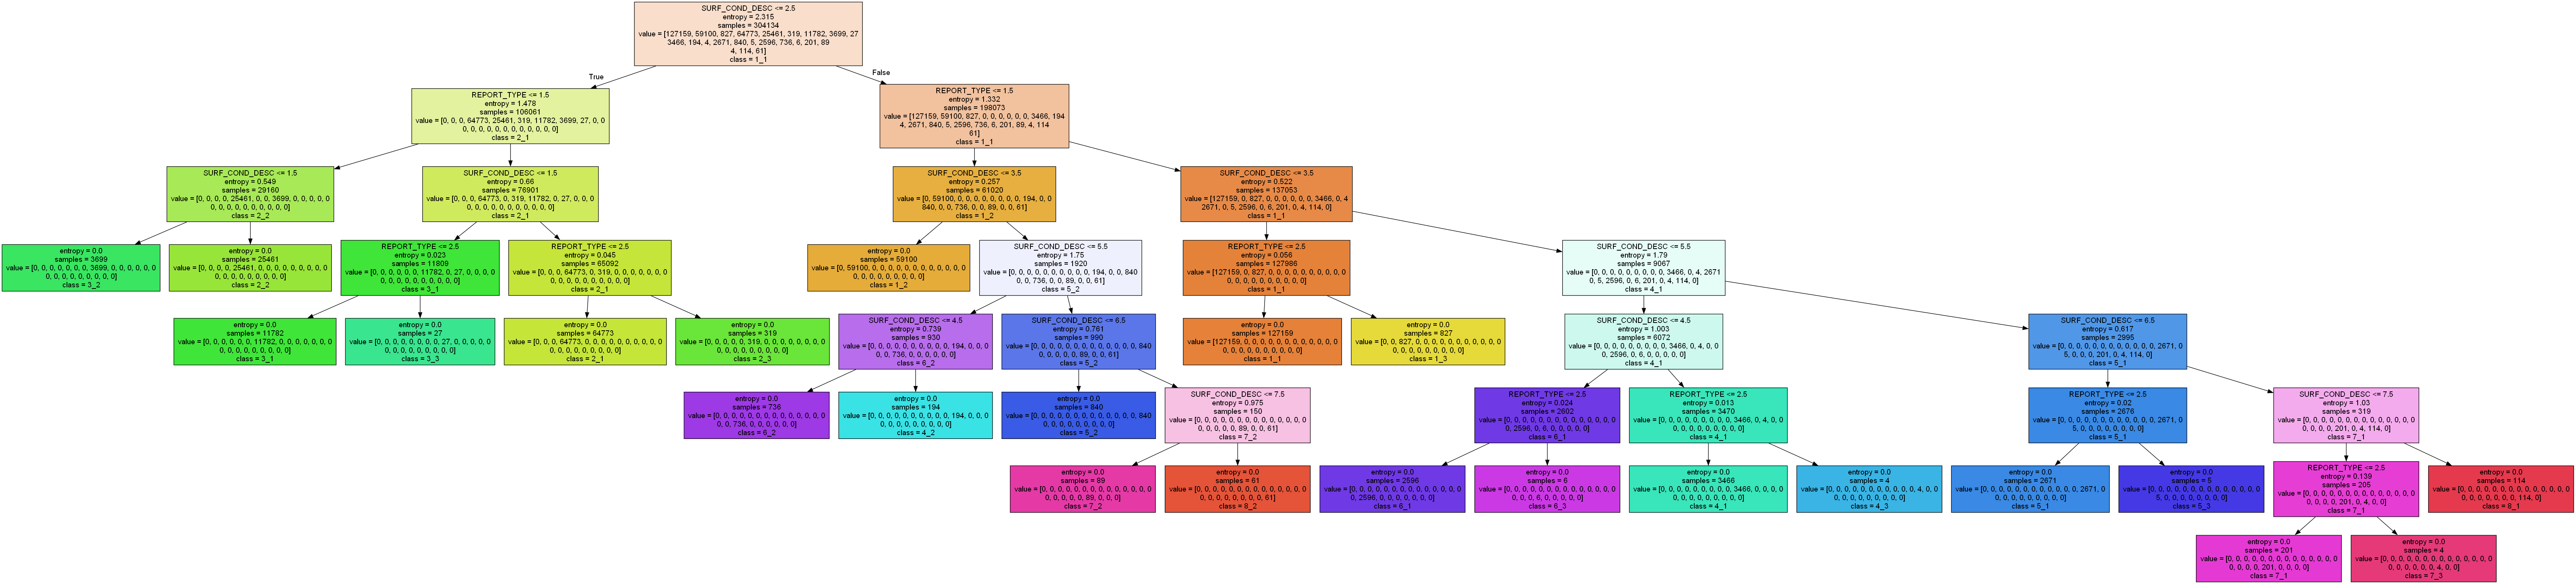 SURF_COND_DESC <= 2.5
entropy = 2.315
samples = 304134
value = [127159, 59100, 827, 64773, 25461, 319, 11782, 3699, 27
3466, 194, 4, 2671, 840, 5, 2596, 736, 6, 201, 89
4, 114, 61]
class = 1_1
True
False
REPORT_TYPE <= 1.5
entropy = 1.478
samples = 106061
value = [0, 0, 0, 64773, 25461, 319, 11782, 3699, 27, 0, 0
0, 0, 0, 0, 0, 0, 0, 0, 0, 0, 0, 0]
class = 2_1
REPORT_TYPE <= 1.5
entropy = 1.332
samples = 198073
value = [127159, 59100, 827, 0, 0, 0, 0, 0, 0, 3466, 194
4, 2671, 840, 5, 2596, 736, 6, 201, 89, 4, 114
61]
class = 1_1
SURF_COND_DESC <= 1.5
entropy = 0.549
samples = 29160
value = [0, 0, 0, 0, 25461, 0, 0, 3699, 0, 0, 0, 0, 0
0, 0, 0, 0, 0, 0, 0, 0, 0, 0]
class = 2_2
SURF_COND_DESC <= 1.5
entropy = 0.66
samples = 76901
value = [0, 0, 0, 64773, 0, 319, 11782, 0, 27, 0, 0, 0
0, 0, 0, 0, 0, 0, 0, 0, 0, 0, 0]
class = 2_1
SURF_COND_DESC <= 3.5
entropy = 0.257
samples = 61020
value = [0, 59100, 0, 0, 0, 0, 0, 0, 0, 0, 194, 0, 0
840, 0, 0, 736, 0, 0, 89, 0, 0, 61]
class = 1_2
SURF_COND_DESC <= 3.5
entropy = 0.522
samples = 137053
value = [127159, 0, 827, 0, 0, 0, 0, 0, 0, 3466, 0, 4
2671, 0, 5, 2596, 0, 6, 201, 0, 4, 114, 0]
class = 1_1
entropy = 0.0
samples = 3699
value = [0, 0, 0, 0, 0, 0, 0, 3699, 0, 0, 0, 0, 0, 0
0, 0, 0, 0, 0, 0, 0, 0, 0]
class = 3_2
entropy = 0.0
samples = 25461
value = [0, 0, 0, 0, 25461, 0, 0, 0, 0, 0, 0, 0, 0, 0
0, 0, 0, 0, 0, 0, 0, 0, 0]
class = 2_2
REPORT_TYPE <= 2.5
entropy = 0.023
samples = 11809
value = [0, 0, 0, 0, 0, 0, 11782, 0, 27, 0, 0, 0, 0
0, 0, 0, 0, 0, 0, 0, 0, 0, 0]
class = 3_1
REPORT_TYPE <= 2.5
entropy = 0.045
samples = 65092
value = [0, 0, 0, 64773, 0, 319, 0, 0, 0, 0, 0, 0, 0
0, 0, 0, 0, 0, 0, 0, 0, 0, 0]
class = 2_1
entropy = 0.0
samples = 59100
value = [0, 59100, 0, 0, 0, 0, 0, 0, 0, 0, 0, 0, 0, 0
0, 0, 0, 0, 0, 0, 0, 0, 0]
class = 1_2
SURF_COND_DESC <= 5.5
entropy = 1.75
samples = 1920
value = [0, 0, 0, 0, 0, 0, 0, 0, 0, 0, 194, 0, 0, 840
0, 0, 736, 0, 0, 89, 0, 0, 61]
class = 5_2
REPORT_TYPE <= 2.5
entropy = 0.056
samples = 127986
value = [127159, 0, 827, 0, 0, 0, 0, 0, 0, 0, 0, 0, 0
0, 0, 0, 0, 0, 0, 0, 0, 0, 0]
class = 1_1
SURF_COND_DESC <= 5.5
entropy = 1.79
samples = 9067
value = [0, 0, 0, 0, 0, 0, 0, 0, 0, 3466, 0, 4, 2671
0, 5, 2596, 0, 6, 201, 0, 4, 114, 0]
class = 4_1
entropy = 0.0
samples = 11782
value = [0, 0, 0, 0, 0, 0, 11782, 0, 0, 0, 0, 0, 0, 0
0, 0, 0, 0, 0, 0, 0, 0, 0]
class = 3_1
entropy = 0.0
samples = 27
value = [0, 0, 0, 0, 0, 0, 0, 0, 27, 0, 0, 0, 0, 0
0, 0, 0, 0, 0, 0, 0, 0, 0]
class = 3_3
entropy = 0.0
samples = 64773
value = [0, 0, 0, 64773, 0, 0, 0, 0, 0, 0, 0, 0, 0, 0
0, 0, 0, 0, 0, 0, 0, 0, 0]
class = 2_1
entropy = 0.0
samples = 319
value = [0, 0, 0, 0, 0, 319, 0, 0, 0, 0, 0, 0, 0, 0
0, 0, 0, 0, 0, 0, 0, 0, 0]
class = 2_3
SURF_COND_DESC <= 4.5
entropy = 0.739
samples = 930
value = [0, 0, 0, 0, 0, 0, 0, 0, 0, 0, 194, 0, 0, 0
0, 0, 736, 0, 0, 0, 0, 0, 0]
class = 6_2
SURF_COND_DESC <= 6.5
entropy = 0.761
samples = 990
value = [0, 0, 0, 0, 0, 0, 0, 0, 0, 0, 0, 0, 0, 840
0, 0, 0, 0, 0, 89, 0, 0, 61]
class = 5_2
entropy = 0.0
samples = 127159
value = [127159, 0, 0, 0, 0, 0, 0, 0, 0, 0, 0, 0, 0, 0
0, 0, 0, 0, 0, 0, 0, 0, 0]
class = 1_1
entropy = 0.0
samples = 827
value = [0, 0, 827, 0, 0, 0, 0, 0, 0, 0, 0, 0, 0, 0
0, 0, 0, 0, 0, 0, 0, 0, 0]
class = 1_3
SURF_COND_DESC <= 4.5
entropy = 1.003
samples = 6072
value = [0, 0, 0, 0, 0, 0, 0, 0, 0, 3466, 0, 4, 0, 0
0, 2596, 0, 6, 0, 0, 0, 0, 0]
class = 4_1
SURF_COND_DESC <= 6.5
entropy = 0.617
samples = 2995
value = [0, 0, 0, 0, 0, 0, 0, 0, 0, 0, 0, 0, 2671, 0
5, 0, 0, 0, 201, 0, 4, 114, 0]
class = 5_1
entropy = 0.0
samples = 736
value = [0, 0, 0, 0, 0, 0, 0, 0, 0, 0, 0, 0, 0, 0
0, 0, 736, 0, 0, 0, 0, 0, 0]
class = 6_2
entropy = 0.0
samples = 194
value = [0, 0, 0, 0, 0, 0, 0, 0, 0, 0, 194, 0, 0, 0
0, 0, 0, 0, 0, 0, 0, 0, 0]
class = 4_2
entropy = 0.0
samples = 840
value = [0, 0, 0, 0, 0, 0, 0, 0, 0, 0, 0, 0, 0, 840
0, 0, 0, 0, 0, 0, 0, 0, 0]
class = 5_2
SURF_COND_DESC <= 7.5
entropy = 0.975
samples = 150
value = [0, 0, 0, 0, 0, 0, 0, 0, 0, 0, 0, 0, 0, 0
0, 0, 0, 0, 0, 89, 0, 0, 61]
class = 7_2
REPORT_TYPE <= 2.5
entropy = 0.024
samples = 2602
value = [0, 0, 0, 0, 0, 0, 0, 0, 0, 0, 0, 0, 0, 0
0, 2596, 0, 6, 0, 0, 0, 0, 0]
class = 6_1
REPORT_TYPE <= 2.5
entropy = 0.013
samples = 3470
value = [0, 0, 0, 0, 0, 0, 0, 0, 0, 3466, 0, 4, 0, 0
0, 0, 0, 0, 0, 0, 0, 0, 0]
class = 4_1
REPORT_TYPE <= 2.5
entropy = 0.02
samples = 2676
value = [0, 0, 0, 0, 0, 0, 0, 0, 0, 0, 0, 0, 2671, 0
5, 0, 0, 0, 0, 0, 0, 0, 0]
class = 5_1
SURF_COND_DESC <= 7.5
entropy = 1.03
samples = 319
value = [0, 0, 0, 0, 0, 0, 0, 0, 0, 0, 0, 0, 0, 0
0, 0, 0, 0, 201, 0, 4, 114, 0]
class = 7_1
entropy = 0.0
samples = 89
value = [0, 0, 0, 0, 0, 0, 0, 0, 0, 0, 0, 0, 0, 0
0, 0, 0, 0, 0, 89, 0, 0, 0]
class = 7_2
entropy = 0.0
samples = 61
value = [0, 0, 0, 0, 0, 0, 0, 0, 0, 0, 0, 0, 0, 0
0, 0, 0, 0, 0, 0, 0, 0, 61]
class = 8_2
entropy = 0.0
samples = 2596
value = [0, 0, 0, 0, 0, 0, 0, 0, 0, 0, 0, 0, 0, 0
0, 2596, 0, 0, 0, 0, 0, 0, 0]
class = 6_1
entropy = 0.0
samples = 6
value = [0, 0, 0, 0, 0, 0, 0, 0, 0, 0, 0, 0, 0, 0
0, 0, 0, 6, 0, 0, 0, 0, 0]
class = 6_3
entropy = 0.0
samples = 3466
value = [0, 0, 0, 0, 0, 0, 0, 0, 0, 3466, 0, 0, 0, 0
0, 0, 0, 0, 0, 0, 0, 0, 0]
class = 4_1
entropy = 0.0
samples = 4
value = [0, 0, 0, 0, 0, 0, 0, 0, 0, 0, 0, 4, 0, 0
0, 0, 0, 0, 0, 0, 0, 0, 0]
class = 4_3
entropy = 0.0
samples = 2671
value = [0, 0, 0, 0, 0, 0, 0, 0, 0, 0, 0, 0, 2671, 0
0, 0, 0, 0, 0, 0, 0, 0, 0]
class = 5_1
entropy = 0.0
samples = 5
value = [0, 0, 0, 0, 0, 0, 0, 0, 0, 0, 0, 0, 0, 0
5, 0, 0, 0, 0, 0, 0, 0, 0]
class = 5_3
REPORT_TYPE <= 2.5
entropy = 0.139
samples = 205
value = [0, 0, 0, 0, 0, 0, 0, 0, 0, 0, 0, 0, 0, 0
0, 0, 0, 0, 201, 0, 4, 0, 0]
class = 7_1
entropy = 0.0
samples = 114
value = [0, 0, 0, 0, 0, 0, 0, 0, 0, 0, 0, 0, 0, 0
0, 0, 0, 0, 0, 0, 0, 114, 0]
class = 8_1
entropy = 0.0
samples = 201
value = [0, 0, 0, 0, 0, 0, 0, 0, 0, 0, 0, 0, 0, 0
0, 0, 0, 0, 201, 0, 0, 0, 0]
class = 7_1
entropy = 0.0
samples = 4
value = [0, 0, 0, 0, 0, 0, 0, 0, 0, 0, 0, 0, 0, 0
0, 0, 0, 0, 0, 0, 4, 0, 0]
class = 7_3